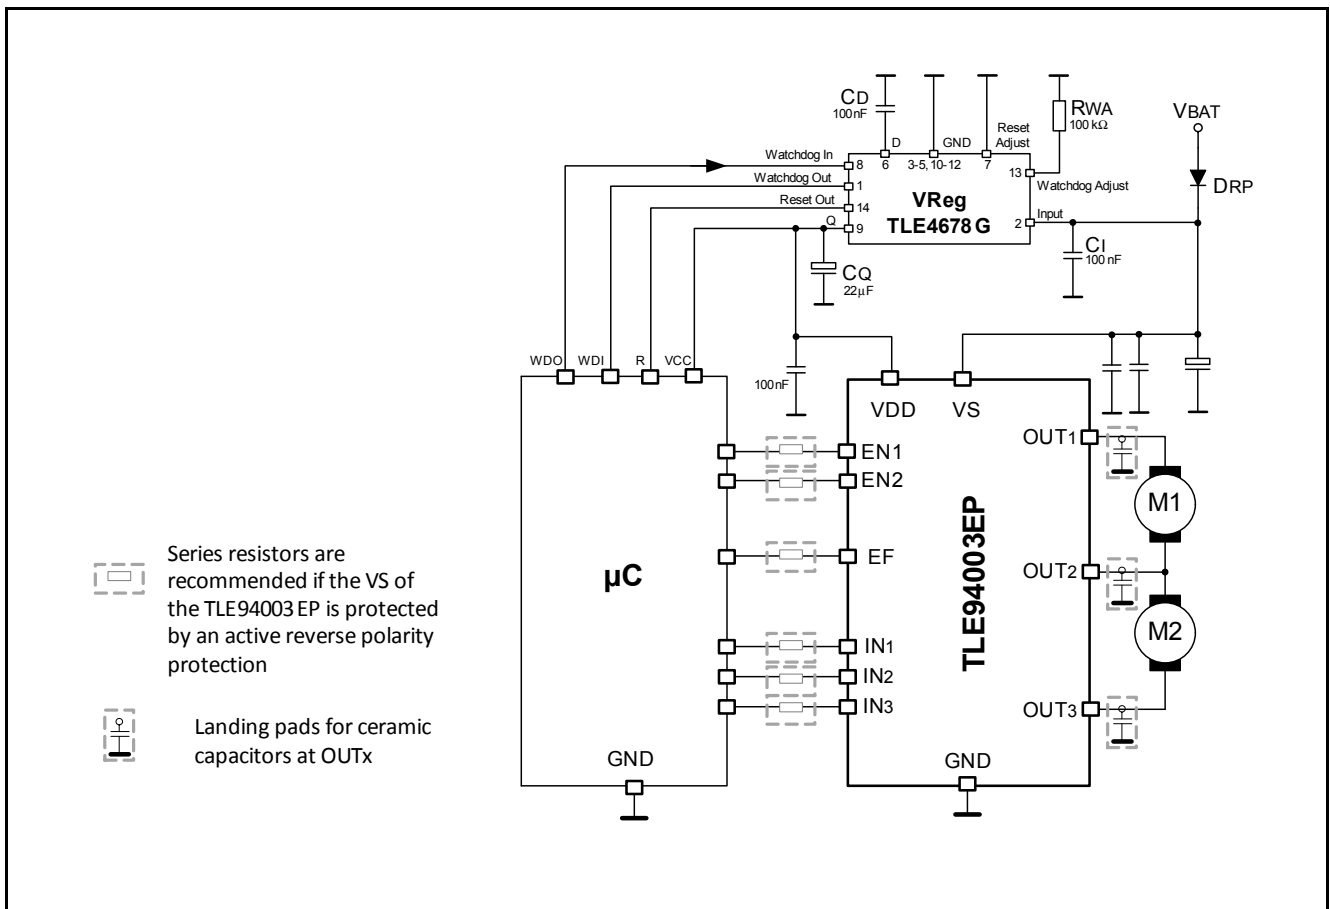 CD
100nF
RWA
100 kΩ
VBAT
D
GND
Reset
Adjust
Watchdog In
8
6
3-5, 10-12
7
13
Watchdog Out
1
Watchdog Adjust
DRP
VReg
TLE4678 G
Reset Out
14
Q
9
2
Input
CI
100 nF
CQ
22µF
WDO
WDI
R
VCC
100nF
VDD
VS
OUT1
EN1
EN2
M1
EF
µC
TLE94003EP
OUT2
M2
IN1
IN2
IN3
OUT3
GND
GND
Series resistors are
recommended if the VS of
the TLE94003 EP is protected
by an active reverse polarity
protection
Landing pads for ceramic
capacitors at OUTx